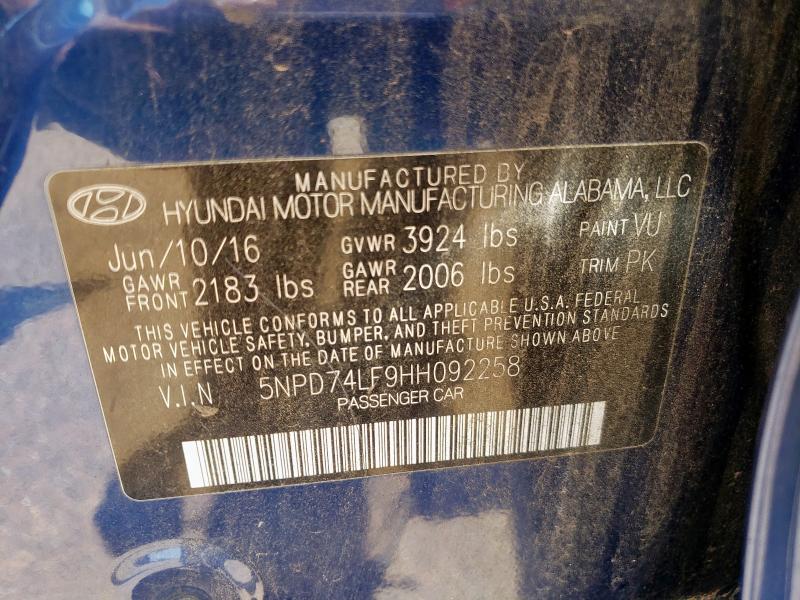 MANUFACTURED BY
HYUNDAI MOTOR MANUFACTURING ALABAMA, LLC
Jun/10/16 GVWR 3924 lbs PAINT VU
GAWR FRONT 2183 lbs GAWR REAR 2006 lbs TRIM PK
THIS VEHICLE CONFORMS TO ALL APPLICABLE U.S.A. FEDERAL
MOTOR VEHICLE SAFETY, BUMPER, AND THEFT PREVENTION STANDARDS
IN EFFECT ON THE DATE OF MANUFACTURE SHOWN ABOVE
V.I.N 5NPD74LF9HH092258
PASSENGER CAR